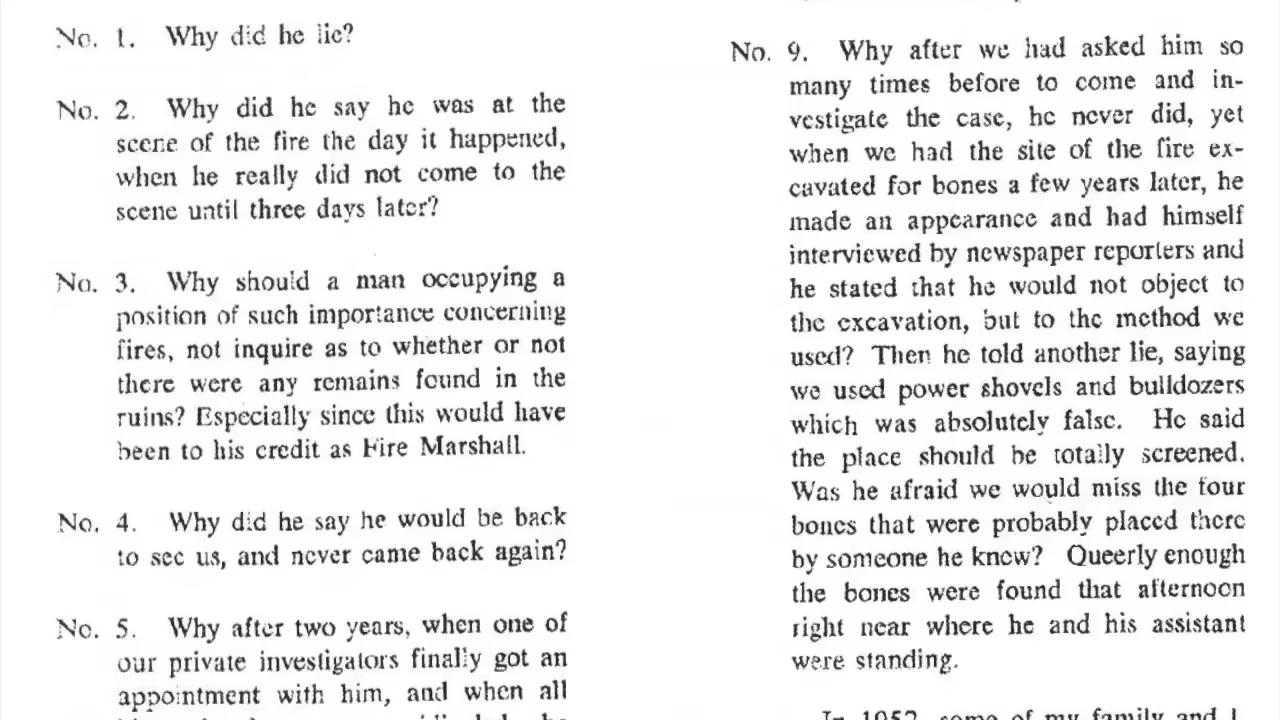 No. 1. Why did he lie?
No. 2. Why did he say he was at the
scene of the fire the day it happened,
when he really did not come to the
scene until three days later?
No. 3. Why should a man occupying a
position of such importance concerning
fires, not inquire as to whether or not
there were any remains found in the
ruins? Especially since this would have
been to his credit as Fire Marshall.
No. 4. Why did he say he would be back
to see us, and never came back again?
No. 5. Why after two years, when one of
our private investigators finally got an
appointment with him, and when all
No. 9. Why after we had asked him so
many times before to come and in-
vestigate the case, he never did, yet
when we had the site of the fire ex-
cavated for bones a few years later, he
made an appearance and had himself
interviewed by newspaper reporters and
he stated that he would not object to
the excavation, but to the method we
used? Then he told another lie, saying
we used power shovels and bulldozers
which was absolutely false. He said
the place should be totally screened.
Was he afraid we would miss the four
bones that were probably placed there
by someone he knew? Queerly enough
the bones were found that afternoon
right near where he and his assistant
were standing.
In 1952, some of my family and I,